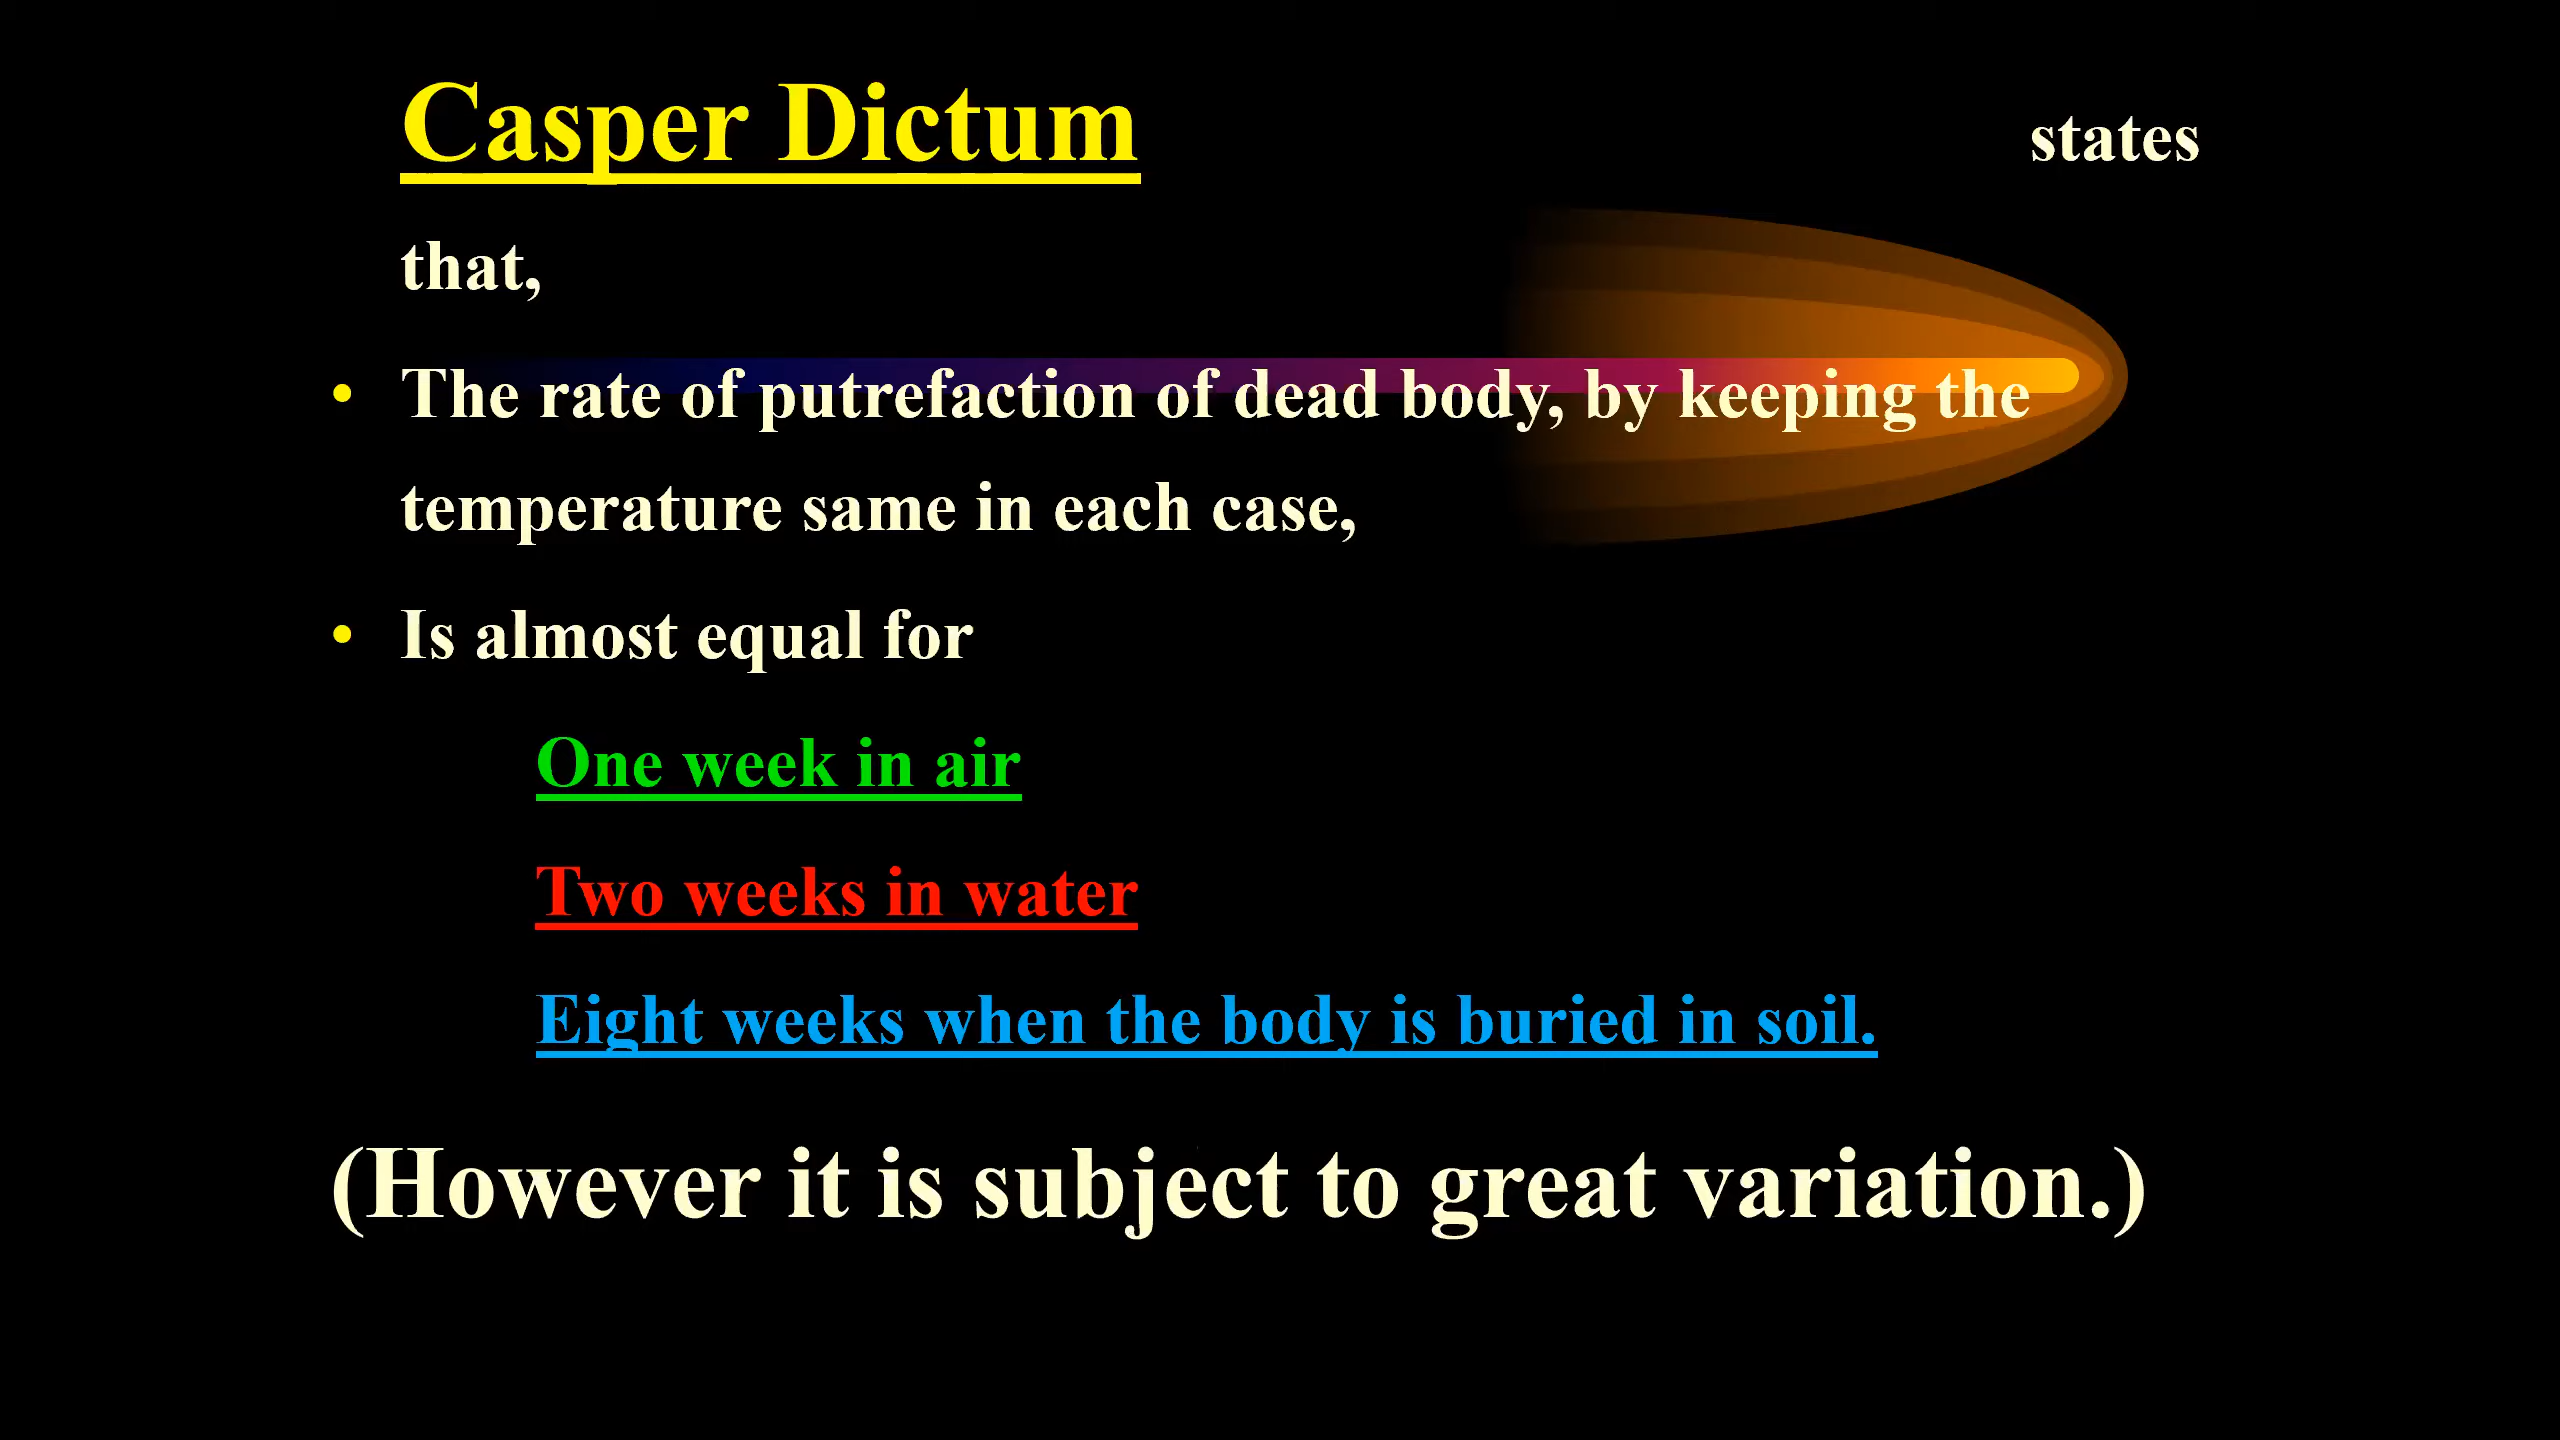 Casper Dictum states
that,
• The rate of putrefaction of dead body, by keeping the
temperature same in each case,
• Is almost equal for
One week in air
Two weeks in water
Eight weeks when the body is buried in soil.
(However it is subject to great variation.)